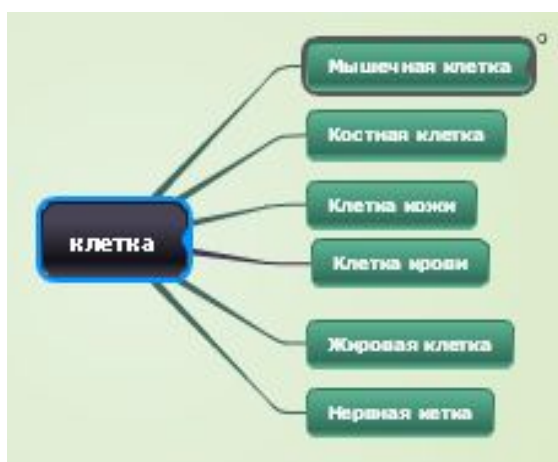 Мышечная клетка
Костная клетка
Клетка кожи
клетка
Клетка крови
Жировая клетка
Нервная кетка